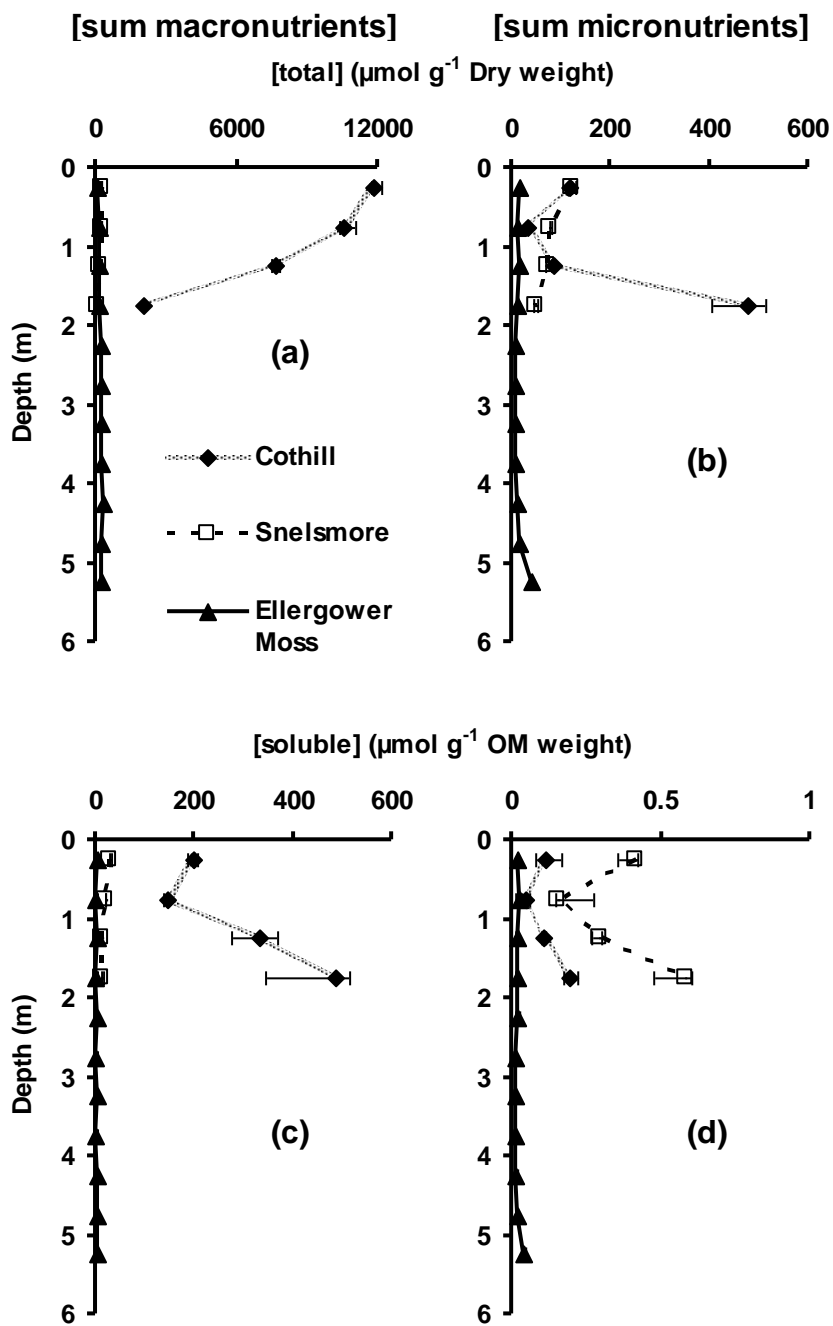 [sum macronutrients] [sum micronutrients]
[total] (µmol g⁻¹ Dry weight)
0 6000 12000 0 200 400 600
0
1
2
3
4
5
6
Depth (m)
(a)
Cothill
Snelsmore
Ellergower
Moss
0
1
2
3
4
5
6
(b)
[soluble] (µmol g⁻¹ OM weight)
0 200 400 600 0 0.5 1
0
1
2
3
4
5
6
Depth (m)
(c)
0
1
2
3
4
5
6
(d)